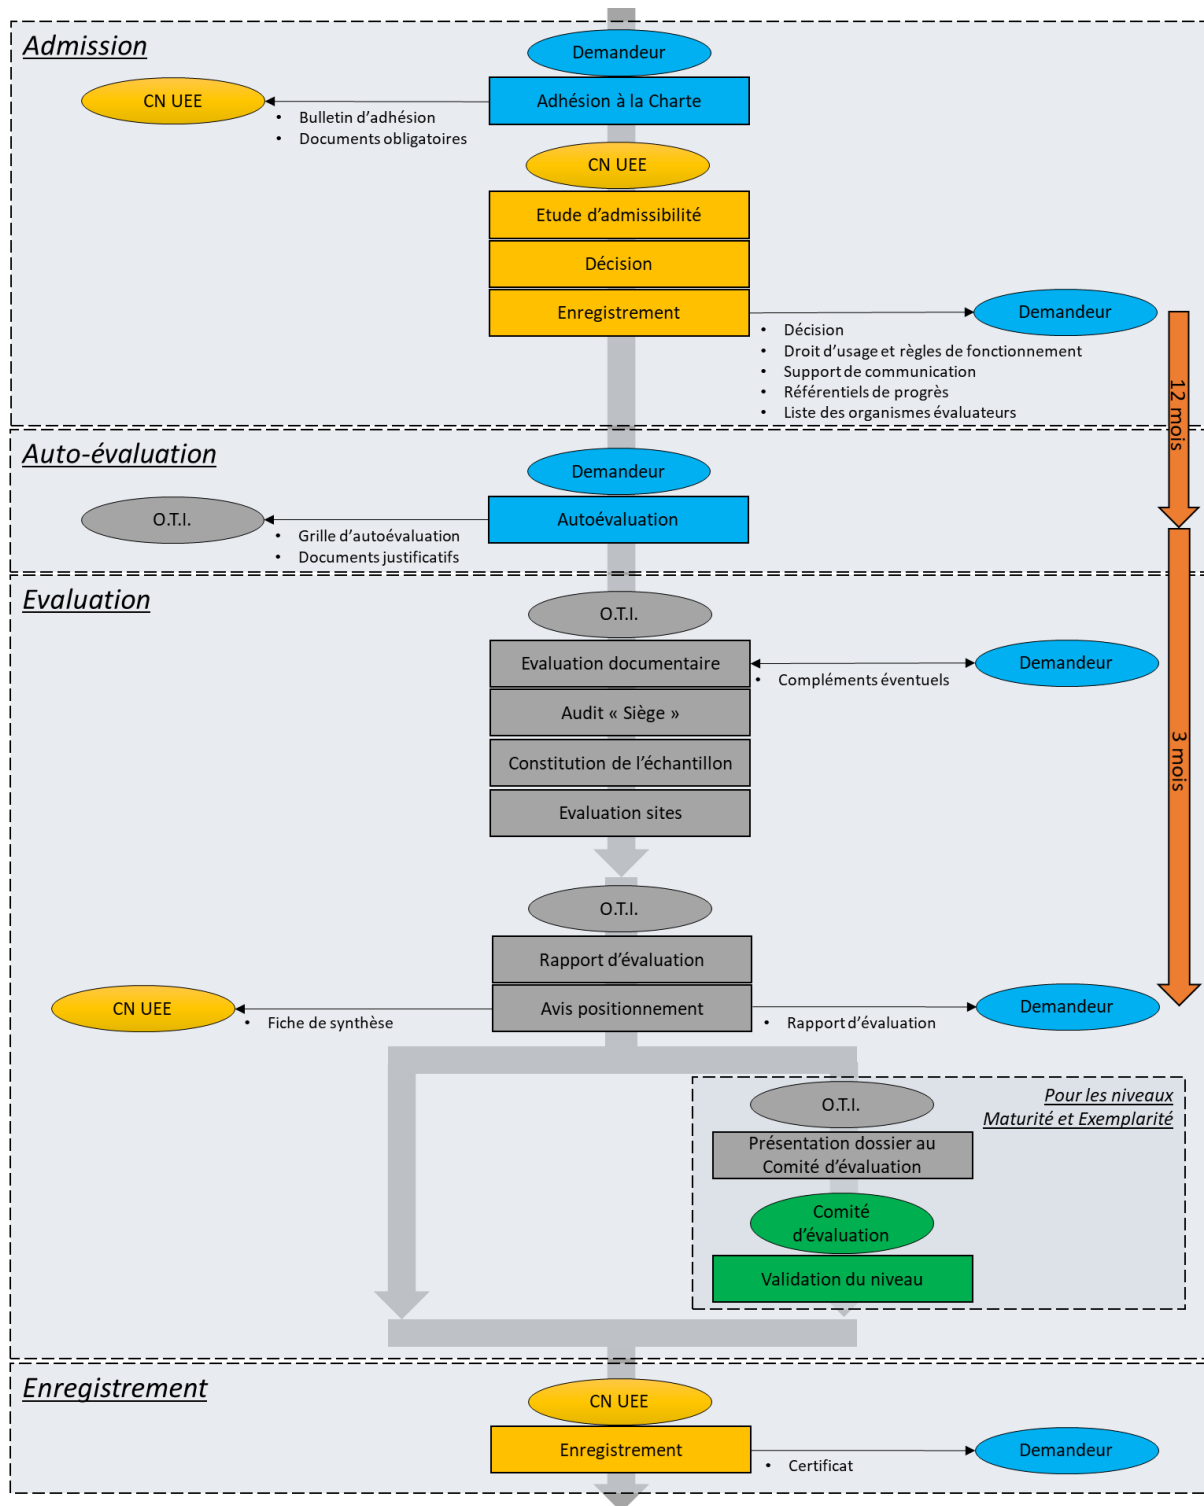 Admission
Demandeur
Adhésion à la Charte
CN UEE
• Bulletin d’adhésion
• Documents obligatoires
CN UEE
Etude d’admissibilité
Décision
Enregistrement
Demandeur
• Décision
• Droit d’usage et règles de fonctionnement
• Support de communication
• Référentiels de progrès
• Liste des organismes évaluateurs
12 mois
Auto-évaluation
Demandeur
Autoévaluation
O.T.I.
• Grille d’autoévaluation
• Documents justificatifs
Evaluation
O.T.I.
Evaluation documentaire
• Compléments éventuels
Demandeur
Audit « Siège »
Constitution de l’échantillon
Evaluation sites
3 mois
O.T.I.
Rapport d’évaluation
Avis positionnement
CN UEE
• Fiche de synthèse
• Rapport d’évaluation
Demandeur
Pour les niveaux
Maturité et Exemplarité
O.T.I.
Présentation dossier au
Comité d’évaluation
Comité
d’évaluation
Validation du niveau
Enregistrement
CN UEE
Enregistrement
• Certificat
Demandeur